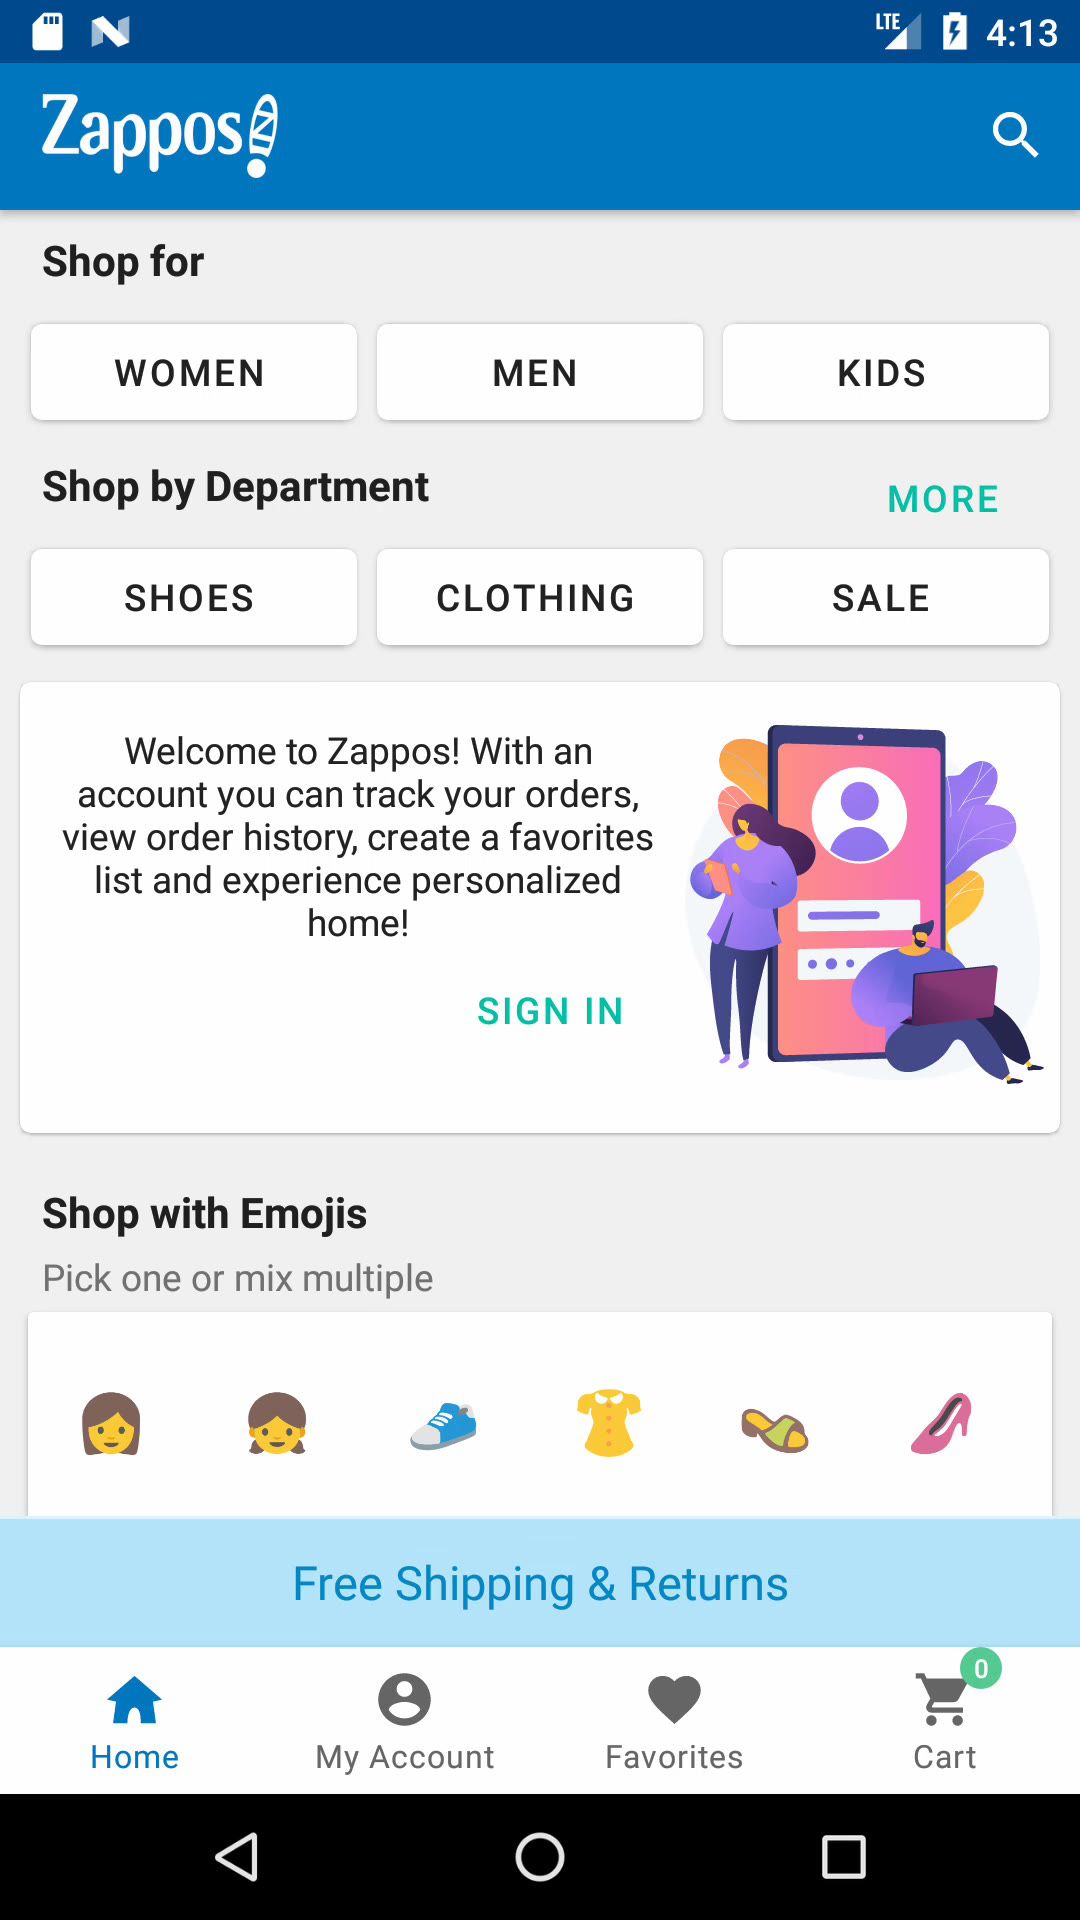 LTE 4:13
Zappos
Shop for
WOMEN MEN KIDS
Shop by Department MORE
SHOES CLOTHING SALE
Welcome to Zappos! With an
account you can track your orders,
view order history, create a favorites
list and experience personalized
home!
SIGN IN
Shop with Emojis
Pick one or mix multiple
Free Shipping & Returns
0
Home My Account Favorites Cart